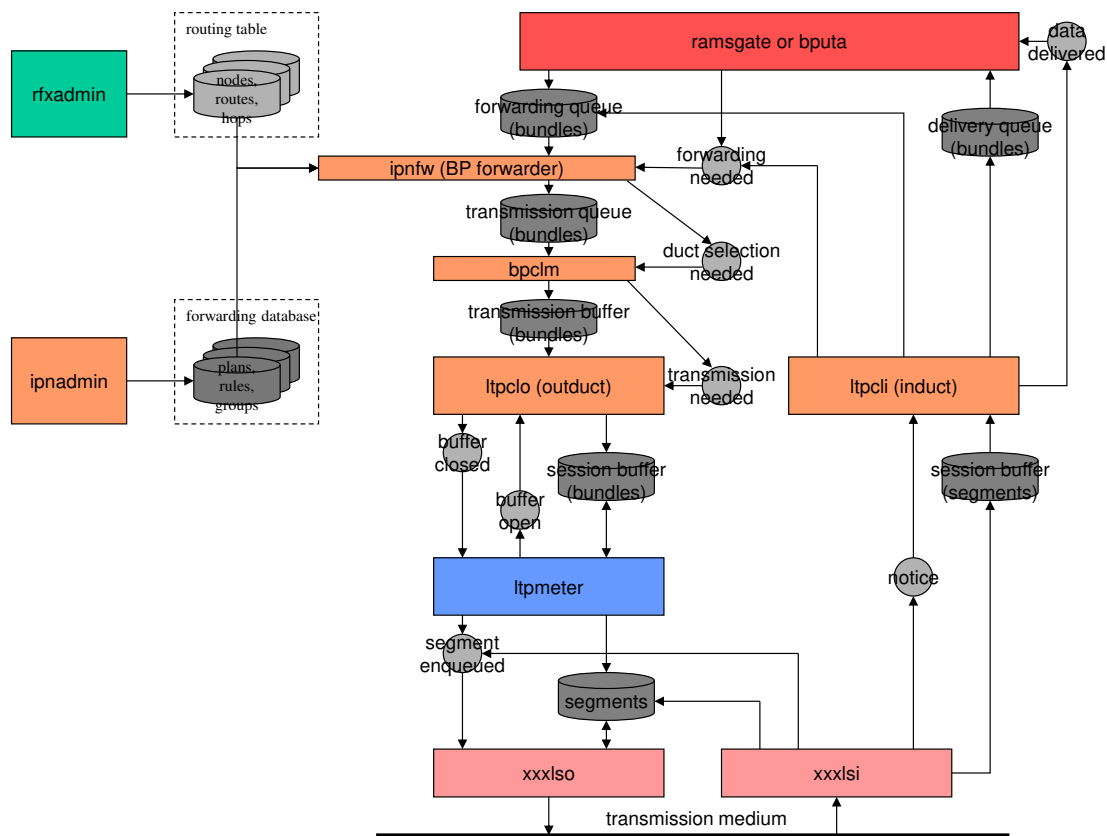 routing table
nodes,
routes,
hops
rfxadmin
ramsgate or bputa
data
delivered
forwarding queue
(bundles)
delivery queue
(bundles)
ipnfw (BP forwarder)
forwarding
needed
transmission queue
(bundles)
duct selection
needed
bpclm
transmission buffer
(bundles)
forwarding database
plans,
rules,
groups
ipnadmin
ltpclo (outduct)
transmission
needed
ltpcli (induct)
buffer
closed
session buffer
(bundles)
session buffer
(segments)
buffer
open
ltpmeter
notice
segment
enqueued
segments
xxxlso
xxxlsi
transmission medium